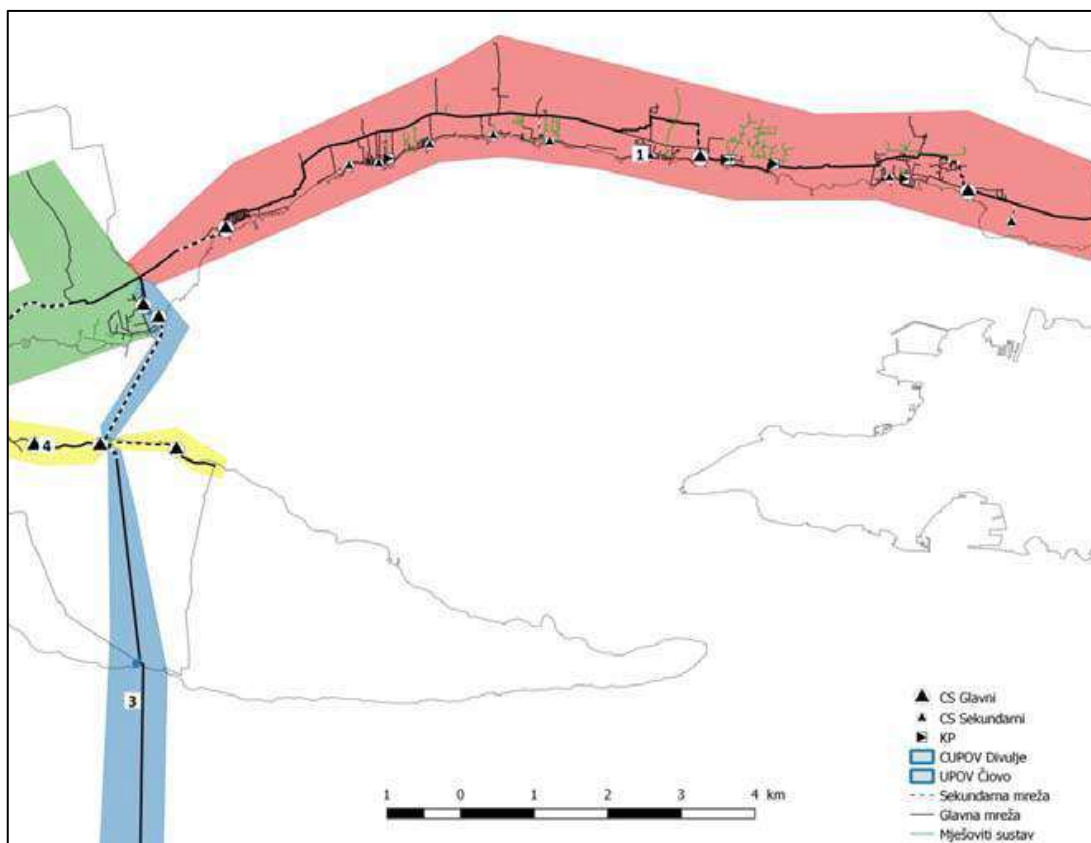 1
4
3
CS Glavni
CS Sekundarni
KP
CUPOV Divulje
UPOV Čiovo
Sekundarna mreža
Glavna mreža
Mješoviti sustav
1 0 1 2 3 4 km